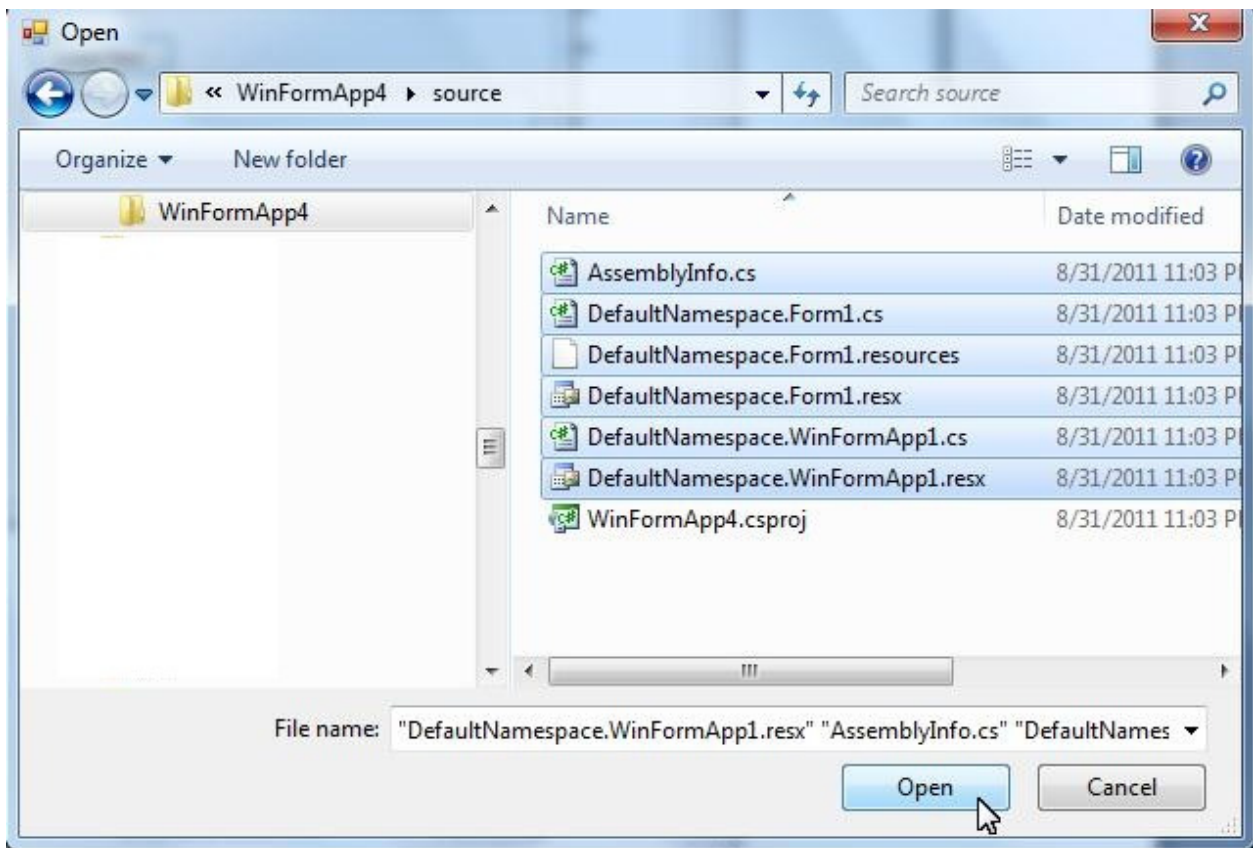 Open
« WinFormApp4 ▸ source
Search source
Organize
New folder
WinFormApp4
Name
Date modified
AssemblyInfo.cs 8/31/2011 11:03 P
DefaultNamespace.Form1.cs 8/31/2011 11:03 P
DefaultNamespace.Form1.resources 8/31/2011 11:03 P
DefaultNamespace.Form1.resx 8/31/2011 11:03 P
DefaultNamespace.WinFormApp1.cs 8/31/2011 11:03 P
DefaultNamespace.WinFormApp1.resx 8/31/2011 11:03 P
WinFormApp4.csproj 8/31/2011 11:03 P
File name: "DefaultNamespace.WinFormApp1.resx" "AssemblyInfo.cs" "DefaultNames
Open
Cancel